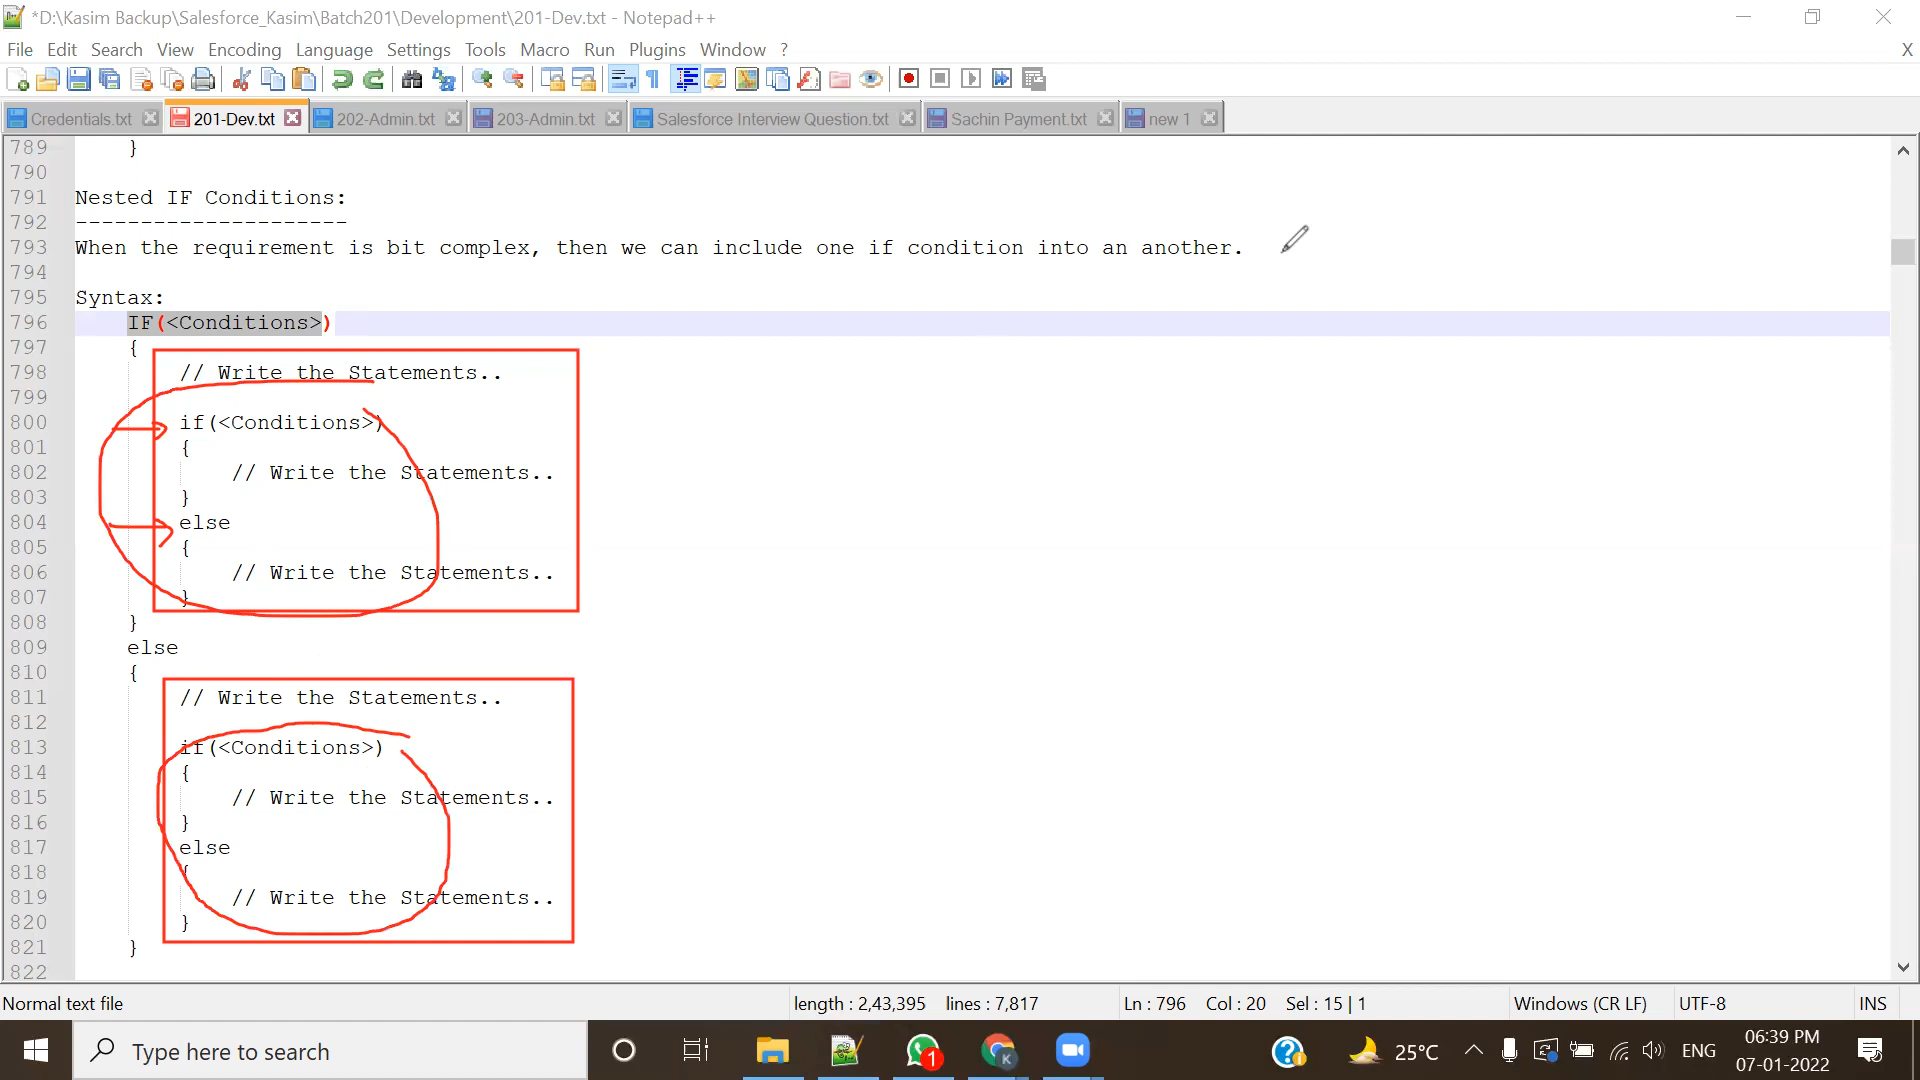 *D:\Kasim Backup\Salesforce_Kasim\Batch201\Development\201-Dev.txt - Notepad++
File Edit Search View Encoding Language Settings Tools Macro Run Plugins Window ? X
Credentials.txt 201-Dev.txt 202-Admin.txt 203-Admin.txt Salesforce Interview Question.txt Sachin Payment.txt new 1
789 }
790
791 Nested IF Conditions:
792 ---------------------
793 When the requirement is bit complex, then we can include one if condition into an another.
794
795 Syntax:
796 IF(<Conditions>)
797 {
798 // Write the Statements..
799
800 if(<Conditions>)
801 {
802 // Write the Statements..
803 }
804 else
805 {
806 // Write the Statements..
807 }
808 }
809 else
810 {
811 // Write the Statements..
812
813 if(<Conditions>)
814 {
815 // Write the Statements..
816 }
817 else
818 {
819 // Write the Statements..
820 }
821 }
822
Normal text file length : 2,43,395 lines : 7,817 Ln : 796 Col : 20 Sel : 15 | 1 Windows (CR LF) UTF-8 INS
Type here to search 1 K 25°C ENG 06:39 PM
07-01-2022